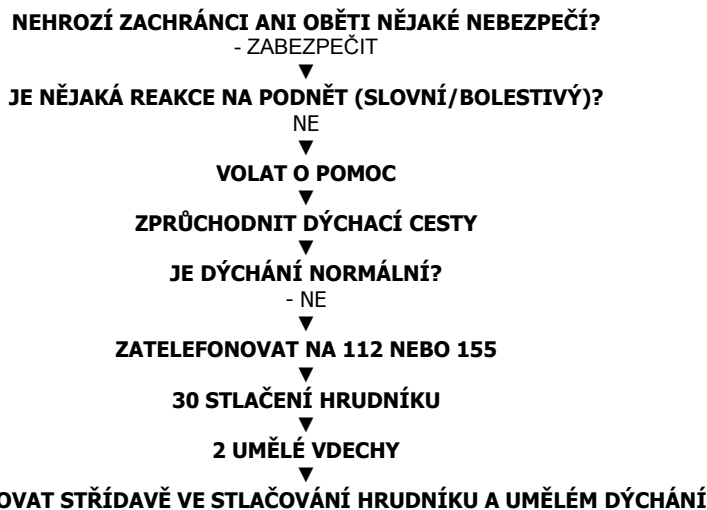 NEHROZÍ ZACHRÁNCI ANI OBĚTI NĚJAKÉ NEBEZPEČÍ?
- ZABEZPEČIT
▼
JE NĚJAKÁ REAKCE NA PODNĚT (SLOVNÍ/BOLESTIVÝ)?
NE
▼
VOLAT O POMOC
▼
ZPRŮCHODNIT DÝCHACÍ CESTY
▼
JE DÝCHÁNÍ NORMÁLNÍ?
- NE
▼
ZATELEFONOVAT NA 112 NEBO 155
▼
30 STLAČENÍ HRUDNÍKU
▼
2 UMĚLÉ VDECHY
▼
OVAT STŘÍDAVĚ VE STLAČOVÁNÍ HRUDNÍKU A UMĚLÉM DÝCHÁNÍ